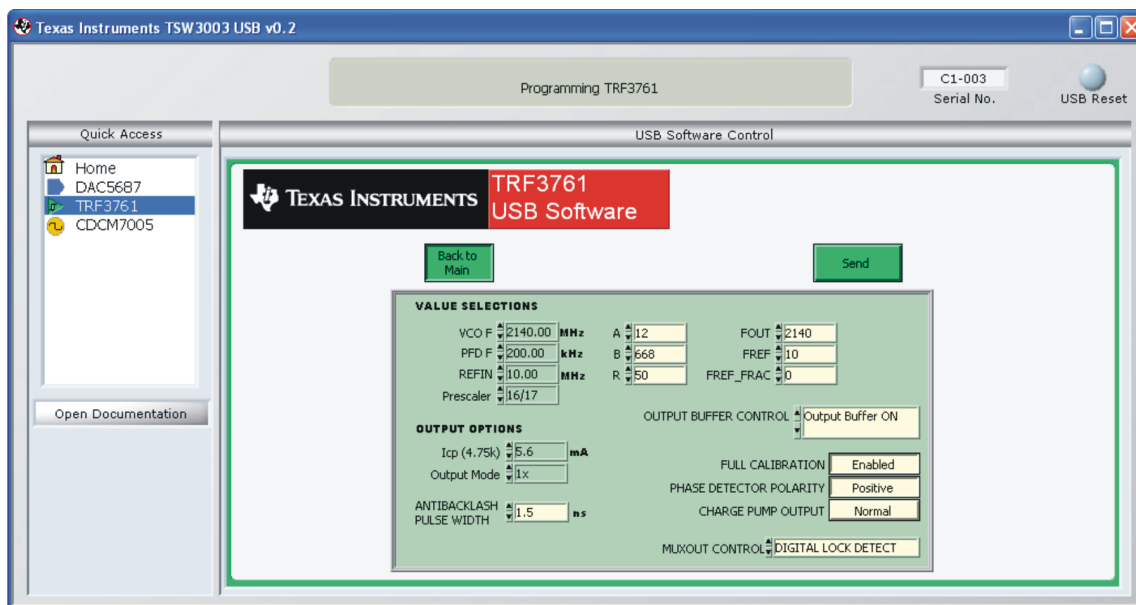 Texas Instruments TSW3003 USB v0.2
Programming TRF3761
C1-003
Serial No.
USB Reset
Quick Access
USB Software Control
Home
DAC5687
TRF3761
CDCM7005
Open Documentation
TEXAS INSTRUMENTS
TRF3761
USB Software
Back to
Main
Send
VALUE SELECTIONS
VCO F 2140.00 MHz A 12 FOUT 2140
PFD F 200.00 kHz B 668 FREF 10
REFIN 10.00 MHz R 50 FREF_FRAC 0
Prescaler 16/17
OUTPUT BUFFER CONTROL Output Buffer ON
OUTPUT OPTIONS
Icp (4.75k) 5.6 mA
Output Mode 1x
ANTIBACKLASH
PULSE WIDTH 1.5 ns
FULL CALIBRATION Enabled
PHASE DETECTOR POLARITY Positive
CHARGE PUMP OUTPUT Normal
MUXOUT CONTROL DIGITAL LOCK DETECT